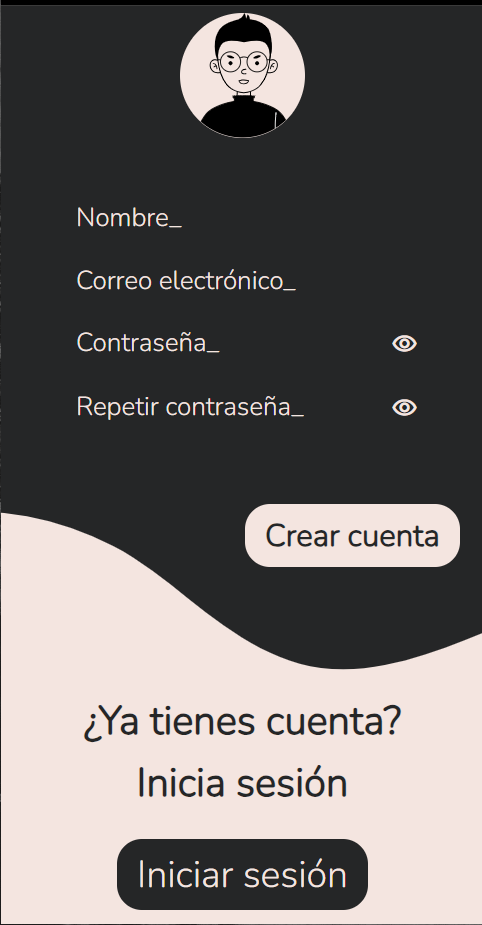 Nombre_
Correo electrónico_
Contraseña_
Repetir contraseña_
Crear cuenta
¿Ya tienes cuenta?
Inicia sesión
Iniciar sesión